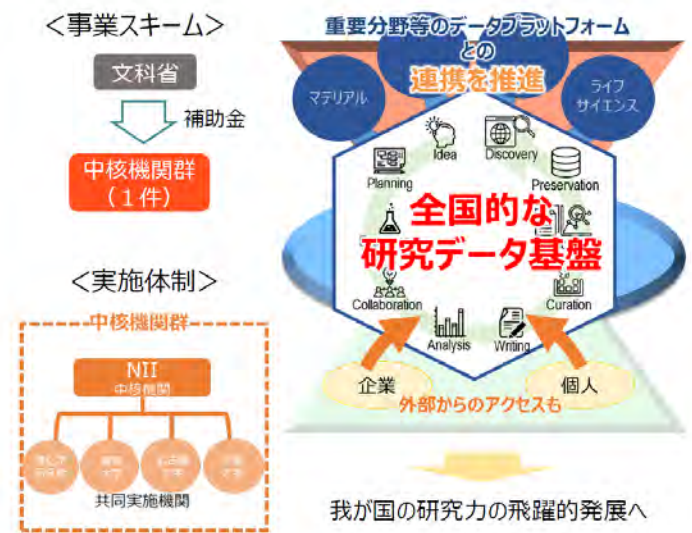 <事業スキーム>
文科省
補助金
中核機関群
(1件)
<実施体制>
中核機関群
NII
中核機関
共同実施機関
重要分野等のデータプラットフォーム
との
連携を推進
マテリアル
ライフ
サイエンス
Idea
Discovery
Planning
Preservation
全国的な
研究データ基盤
Collaboration
Curation
Analysis
Writing
企業
個人
外部からのアクセスも
我が国の研究力の飛躍的発展へ